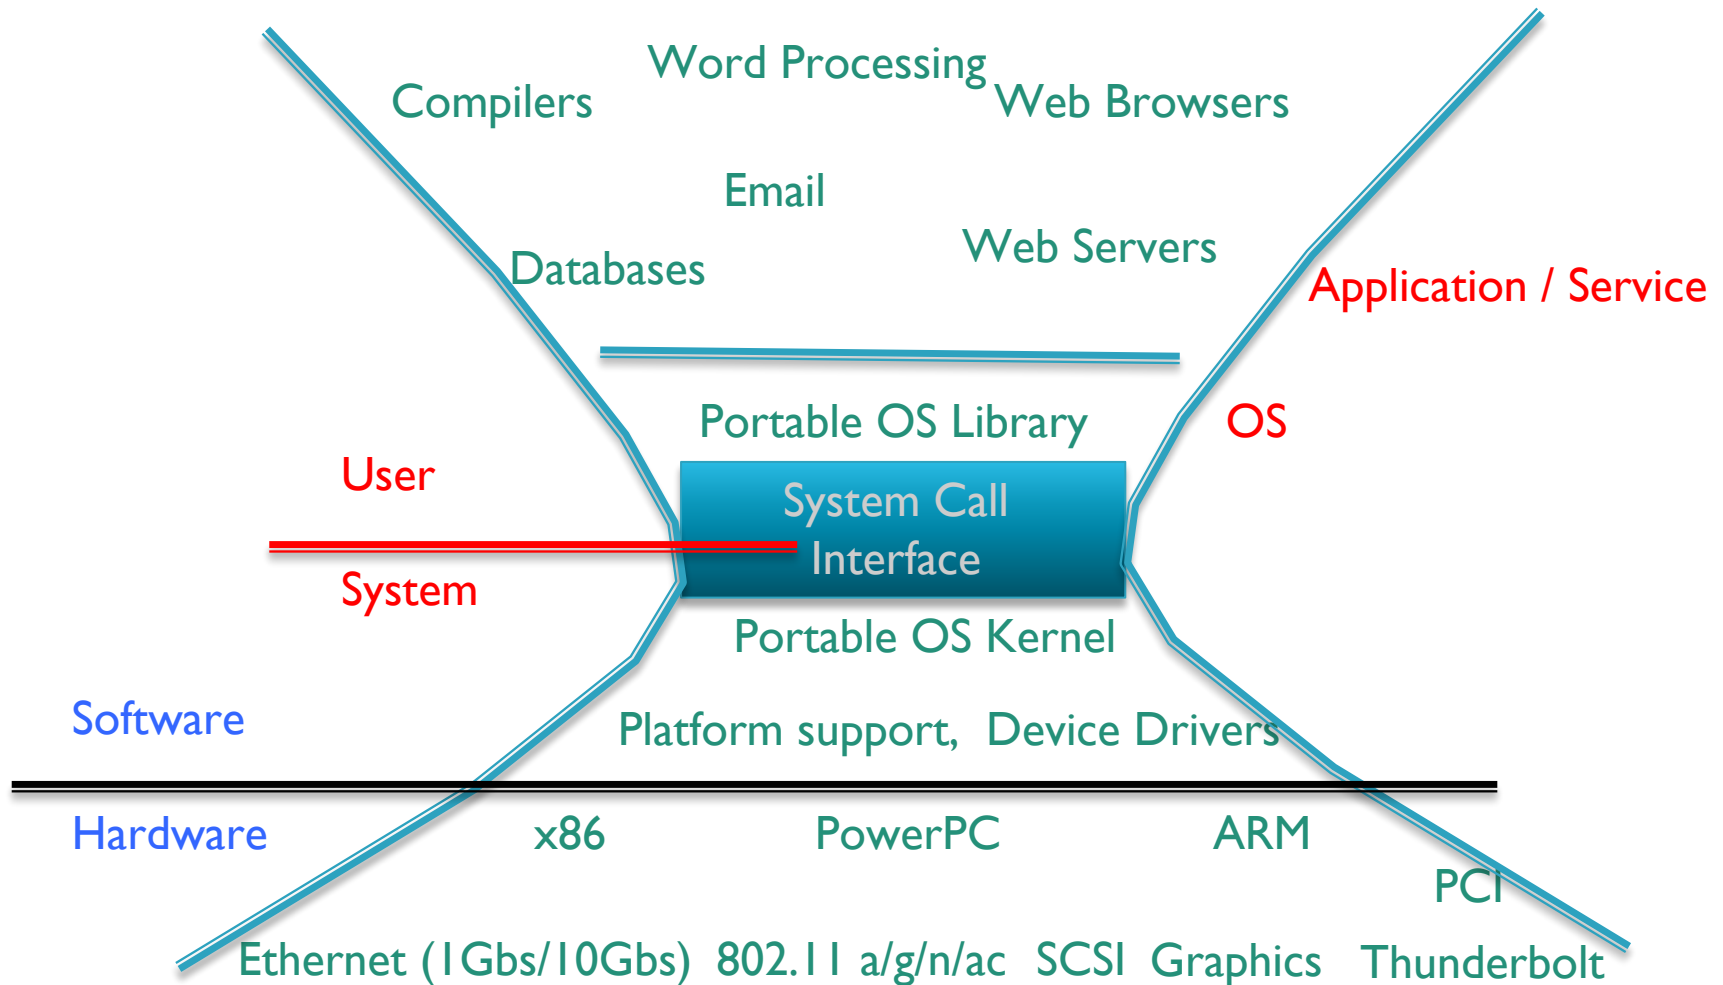 Word Processing
Compilers
Web Browsers
Email
Web Servers
Databases
Application / Service
Portable OS Library
OS
User
System Call
Interface
System
Portable OS Kernel
Software
Platform support, Device Drivers
Hardware
x86
PowerPC
ARM
PCI
Ethernet (1Gbs/10Gbs)
802.11 a/g/n/ac
SCSI
Graphics
Thunderbolt